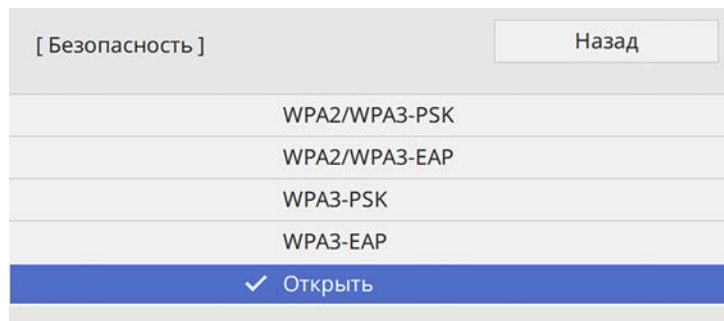 [ Безопасность ]
Назад
WPA2/WPA3-PSK
WPA2/WPA3-EAP
WPA3-PSK
WPA3-EAP
Открыть